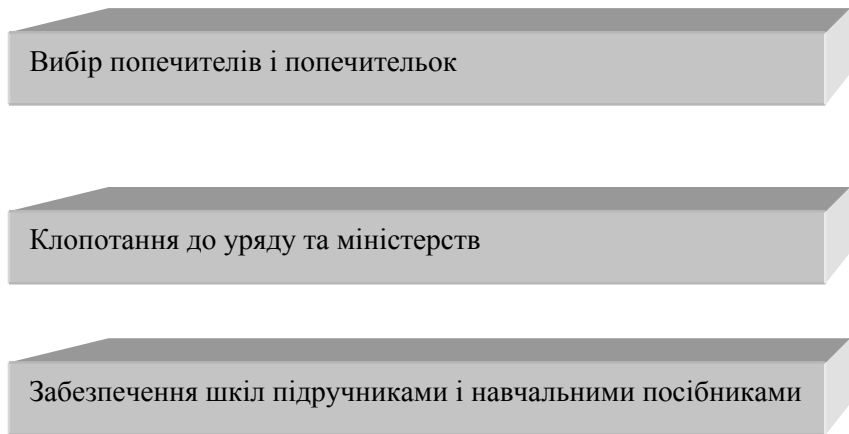 Вибір попечителів і попечительок
Клопотання до уряду та міністерств
Забезпечення шкіл підручниками і навчальними посібниками